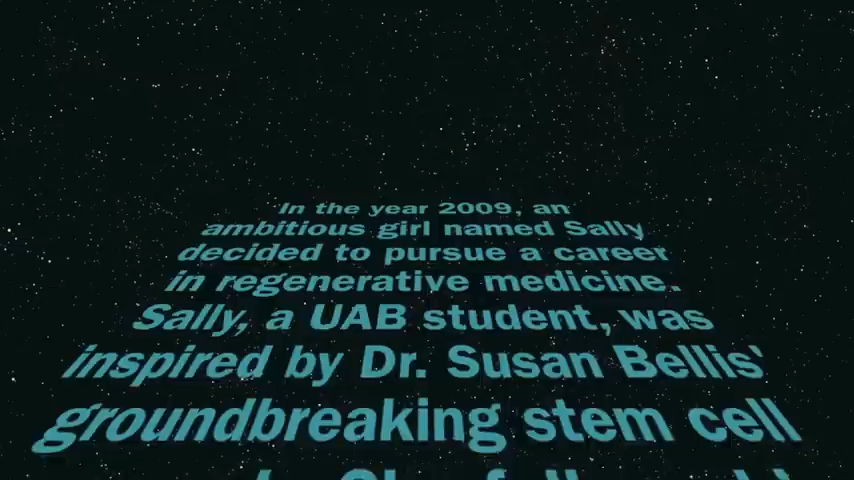 In the year 2009, an
ambitious girl named Sally
decided to pursue a career
in regenerative medicine.
Sally, a UAB student, was
inspired by Dr. Susan Bellis'
groundbreaking stem cell